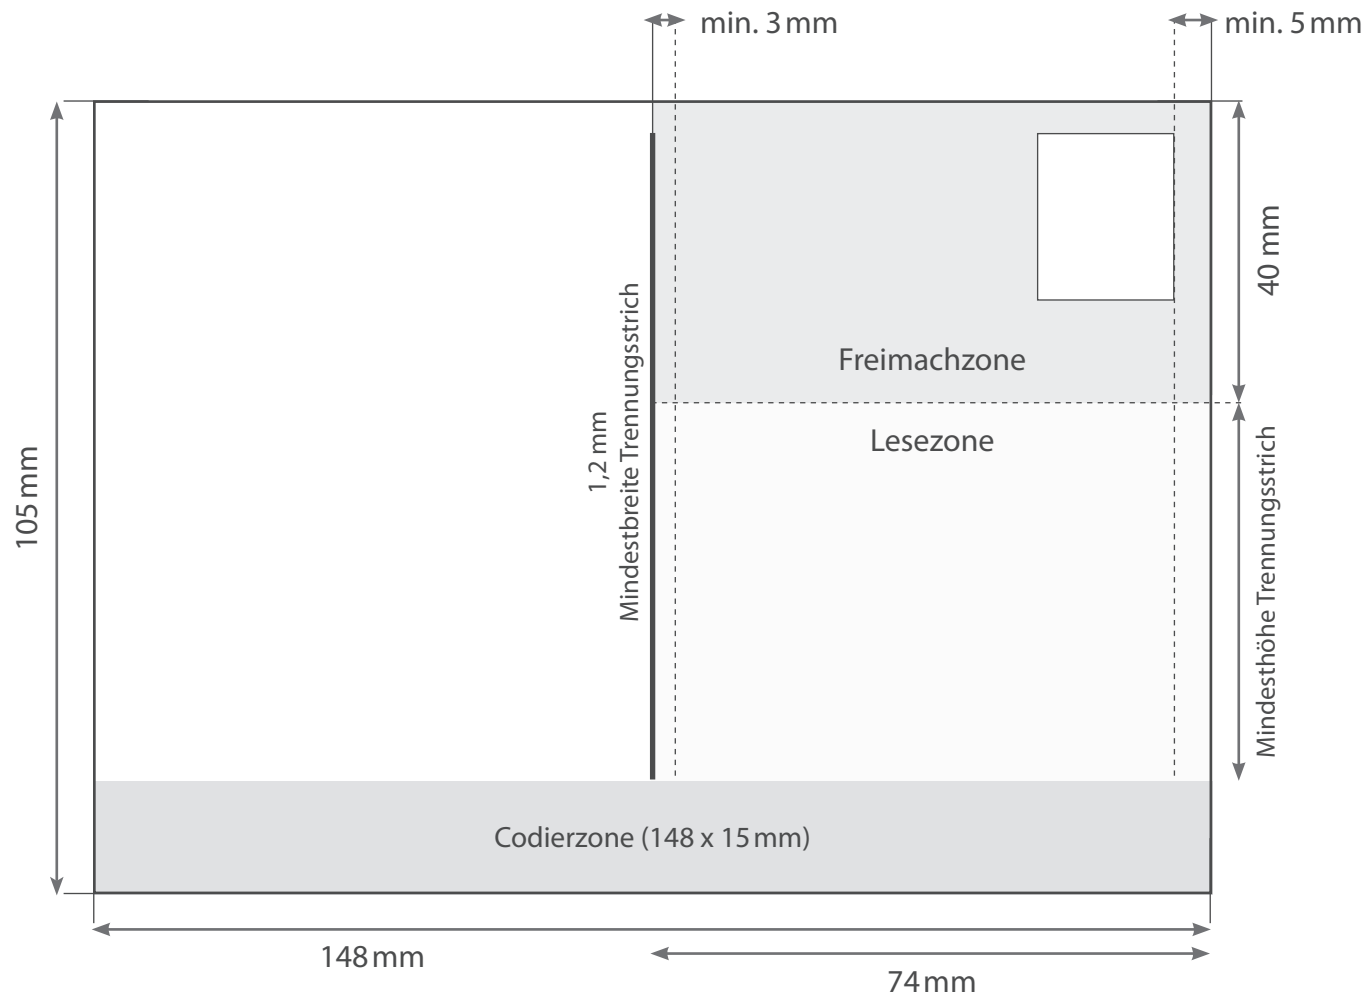 min. 3 mm
min. 5 mm
40 mm
Freimachzone
Lesezone
1,2 mm
Mindestbreite Trennungsstrich
105 mm
Mindesthöhe Trennungsstrich
Codierzone (148 x 15 mm)
148 mm
74 mm